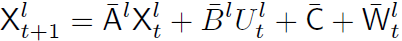 X^l_{t+1} = Ā^l X^l_t + B̄^l U^l_t + C̄ + W̄^l_t